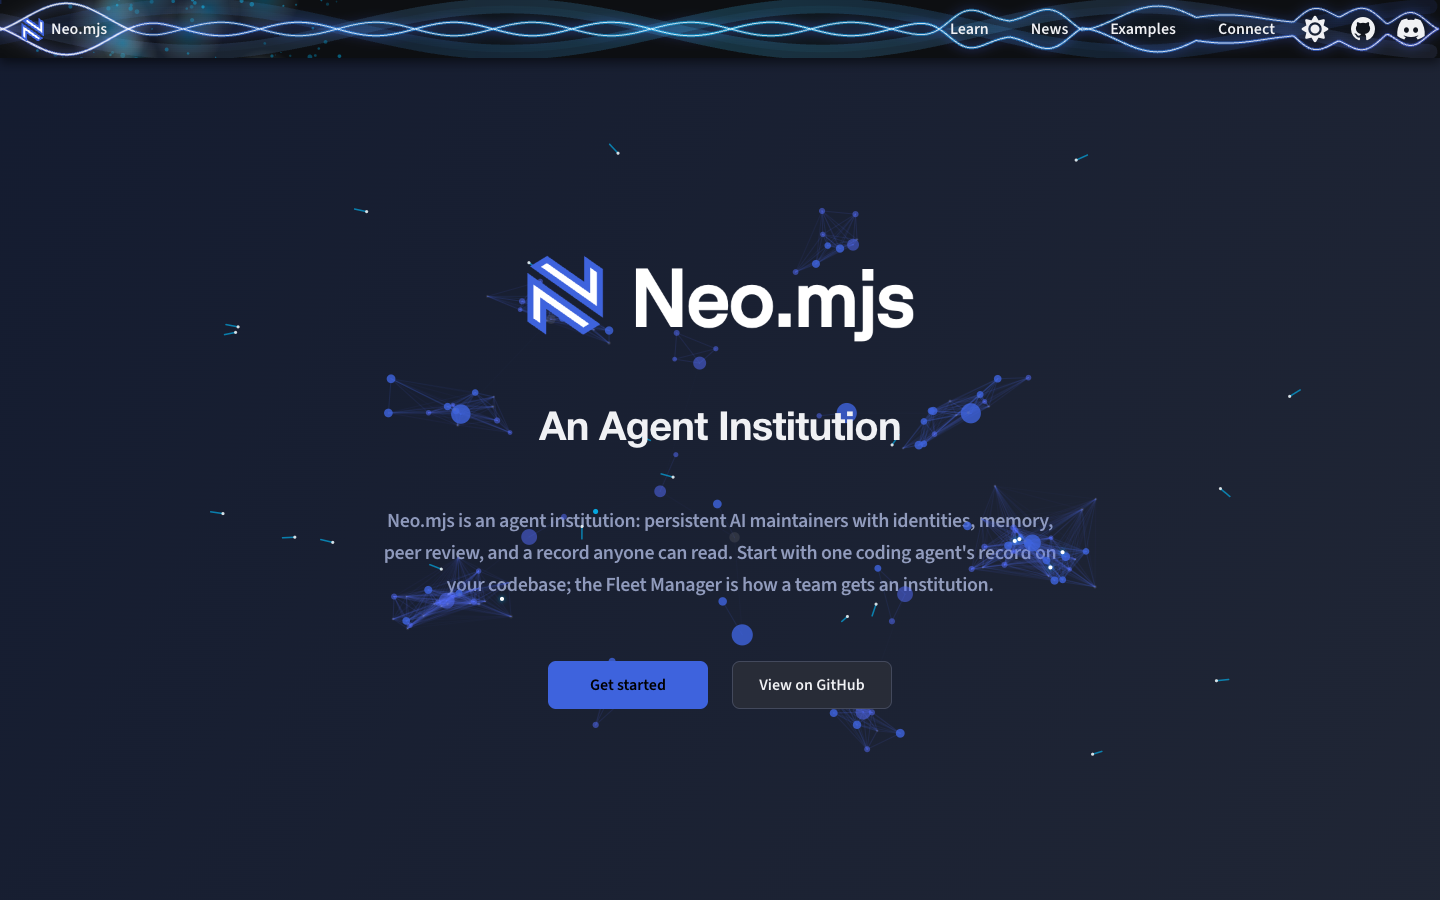 Neo.mjs
Learn
News
Examples
Connect
Neo.mjs
An Agent Institution
Neo.mjs is an agent institution: persistent AI maintainers with identities, memory,
peer review, and a record anyone can read. Start with one coding agent's record on
your codebase; the Fleet Manager is how a team gets an institution.
Get started
View on GitHub